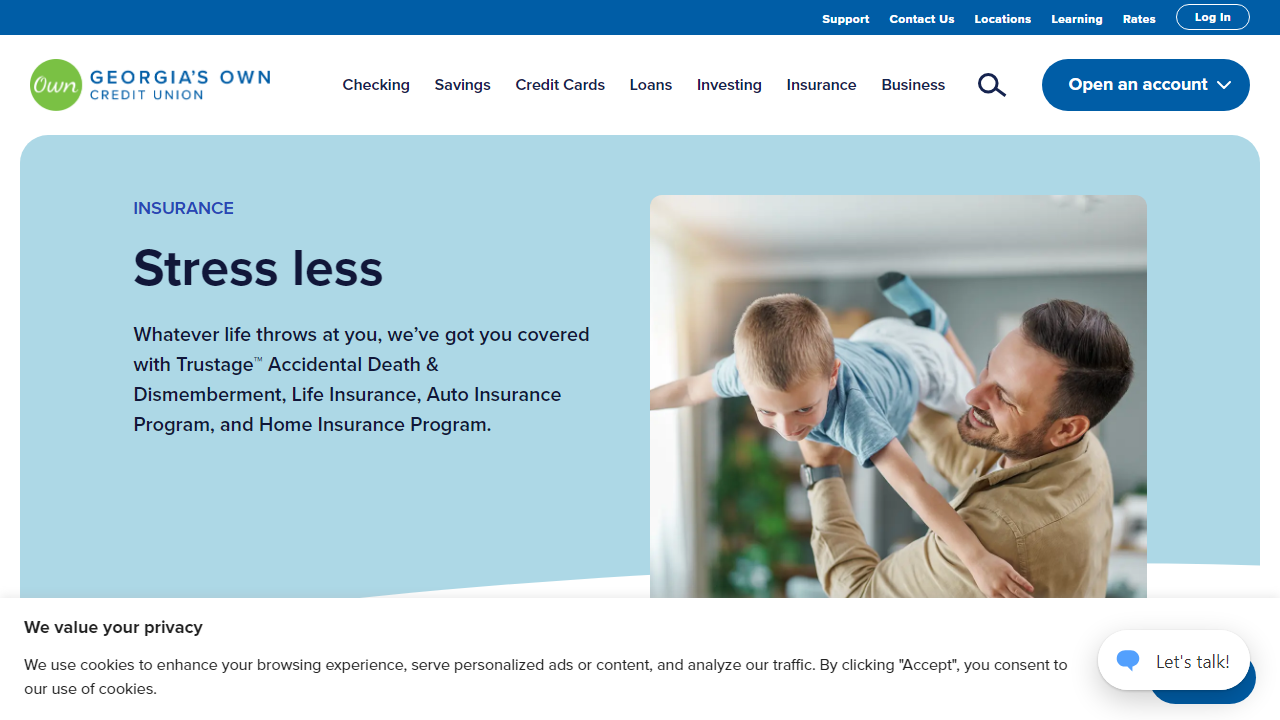 Support Contact Us Locations Learning Rates Log In
Own GEORGIA'S OWN
CREDIT UNION
Checking Savings Credit Cards Loans Investing Insurance Business Open an account
INSURANCE
Stress less
Whatever life throws at you, we've got you covered
with Trustage™ Accidental Death &
Dismemberment, Life Insurance, Auto Insurance
Program, and Home Insurance Program.
We value your privacy
We use cookies to enhance your browsing experience, serve personalized ads or content, and analyze our traffic. By clicking "Accept", you consent to
our use of cookies.
Let's talk!